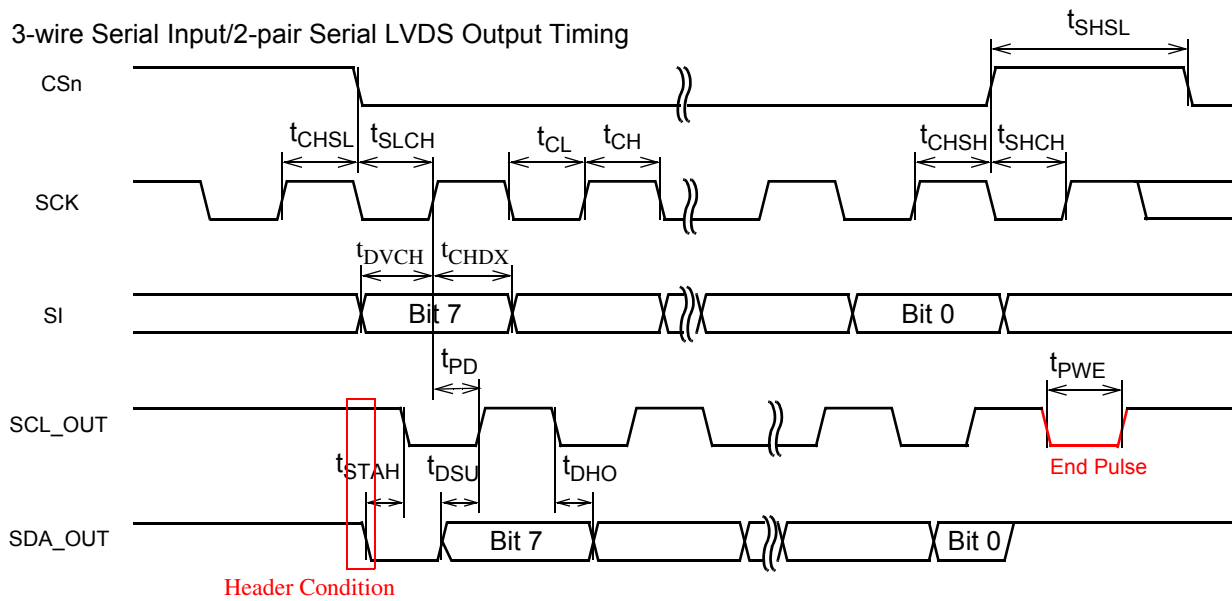 3-wire Serial Input/2-pair Serial LVDS Output Timing
tSHSL
CSn
tCHSL tSLCH tCL tCH tCHSH tSHCH
SCK
tDVCH tCHDX
SI Bit 7 Bit 0
tPD tPWE
SCL_OUT
End Pulse
tSTAH tDSU tDHO
SDA_OUT Bit 7 Bit 0
Header Condition